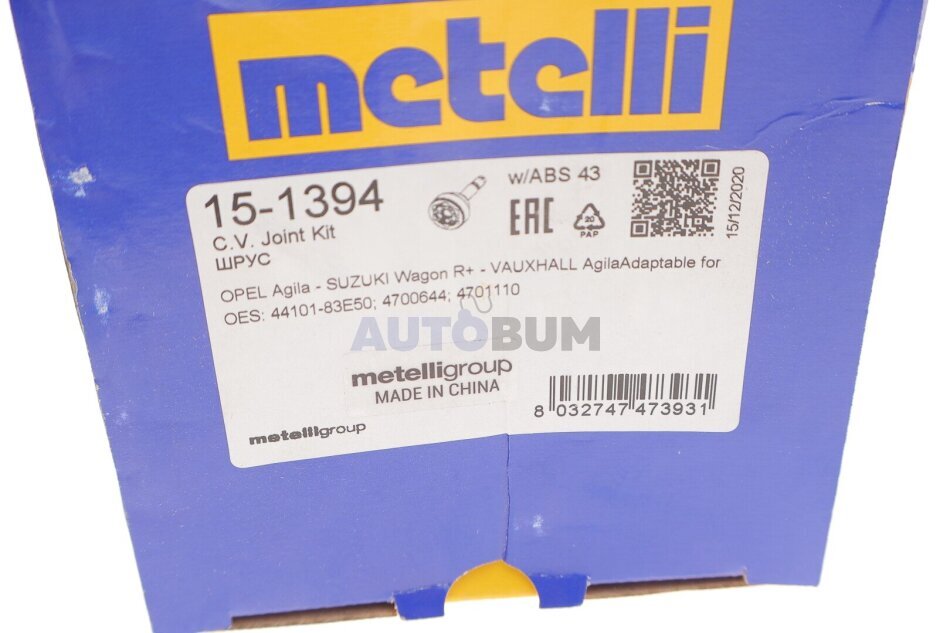 metelli
15-1394
w/ABS 43
C.V. Joint Kit
ШРУС
EAC
20
PAP
15/12/2020
OPEL Agila - SUZUKI Wagon R+ - VAUXHALL AgilaAdaptable for
OES: 44101-83E50; 4700644; 4701110
AUTOBUM
metelligroup
MADE IN CHINA
8 032747 473931
metelligroup